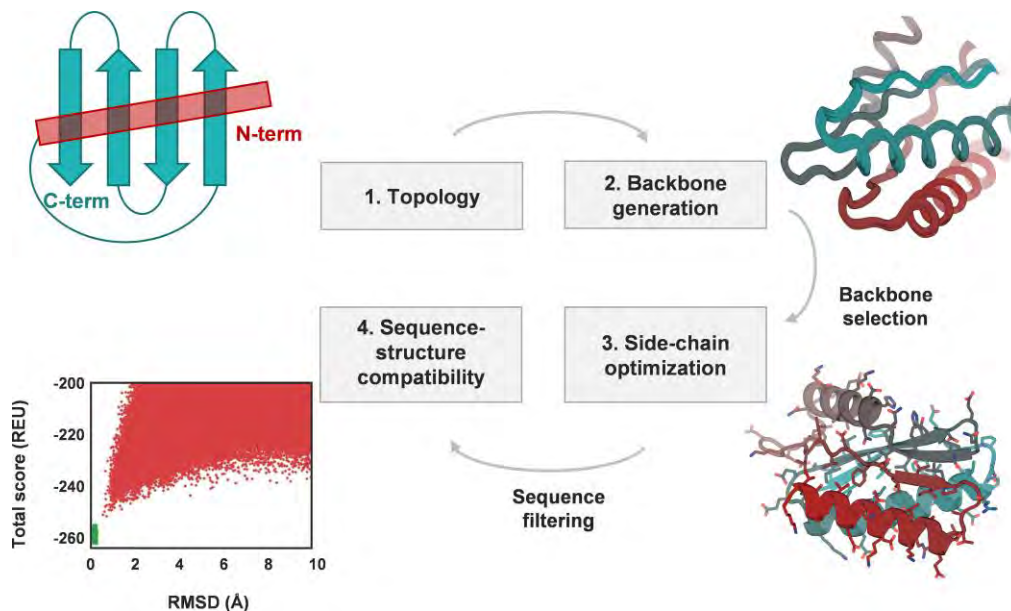 N-term
C-term
1. Topology
2. Backbone
generation
Backbone
selection
3. Side-chain
optimization
Sequence
filtering
4. Sequence-
structure
compatibility
Total score (REU)
-200
-220
-240
-260
0
2
4
6
8
10
RMSD (Å)